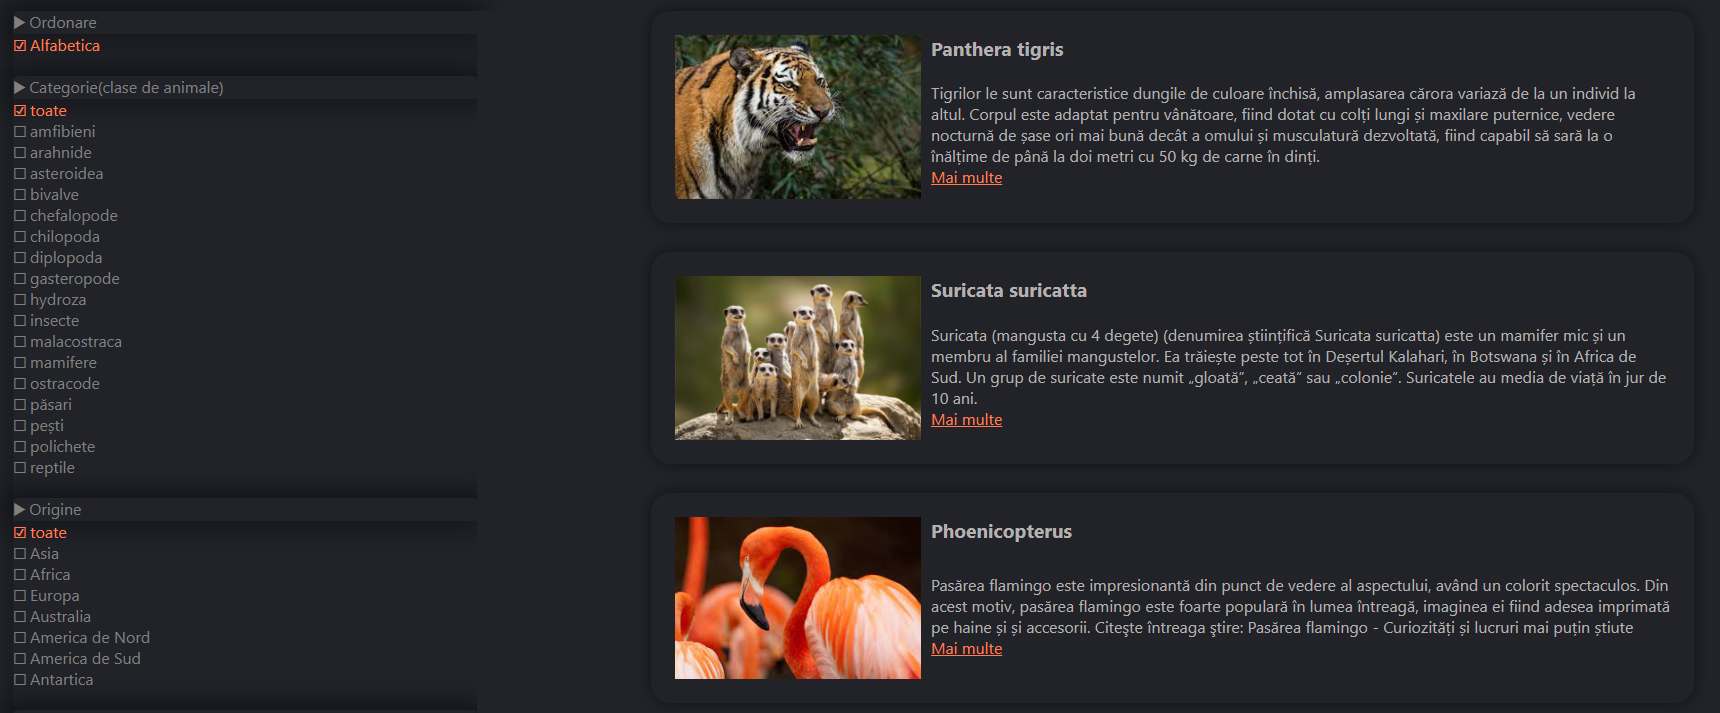 ▶ Ordonare
☑ Alfabetica
▶ Categorie(clase de animale)
☑ toate
☐ amfibieni
☐ arahnide
☐ asteroidea
☐ bivalve
☐ chefalopode
☐ chilopoda
☐ diplopoda
☐ gasteropode
☐ hydroza
☐ insecte
☐ malacostraca
☐ mamifere
☐ ostracode
☐ păsari
☐ pești
☐ polichete
☐ reptile
▶ Origine
☑ toate
☐ Asia
☐ Africa
☐ Europa
☐ Australia
☐ America de Nord
☐ America de Sud
☐ Antartica
Panthera tigris
Tigrilor le sunt caracteristice dungile de culoare închisă, amplasarea cărora variază de la un individ la
altul. Corpul este adaptat pentru vânătoare, fiind dotat cu colți lungi și maxilare puternice, vedere
nocturnă de șase ori mai bună decât a omului și musculatură dezvoltată, fiind capabil să sară la o
înălțime de până la doi metri cu 50 kg de carne în dinți.
Mai multe
Suricata suricatta
Suricata (mangusta cu 4 degete) (denumirea științifică Suricata suricatta) este un mamifer mic și un
membru al familiei mangustelor. Ea trăiește peste tot în Deșertul Kalahari, în Botswana și în Africa de
Sud. Un grup de suricate este numit „gloată”, „ceată” sau „colonie”. Suricatele au media de viață în jur de
10 ani.
Mai multe
Phoenicopterus
Pasărea flamingo este impresionantă din punct de vedere al aspectului, având un colorit spectaculos. Din
acest motiv, pasărea flamingo este foarte populară în lumea întreagă, imaginea ei fiind adesea imprimată
pe haine și și accesorii. Citeşte întreaga ştire: Pasărea flamingo - Curiozități și lucruri mai puțin știute
Mai multe